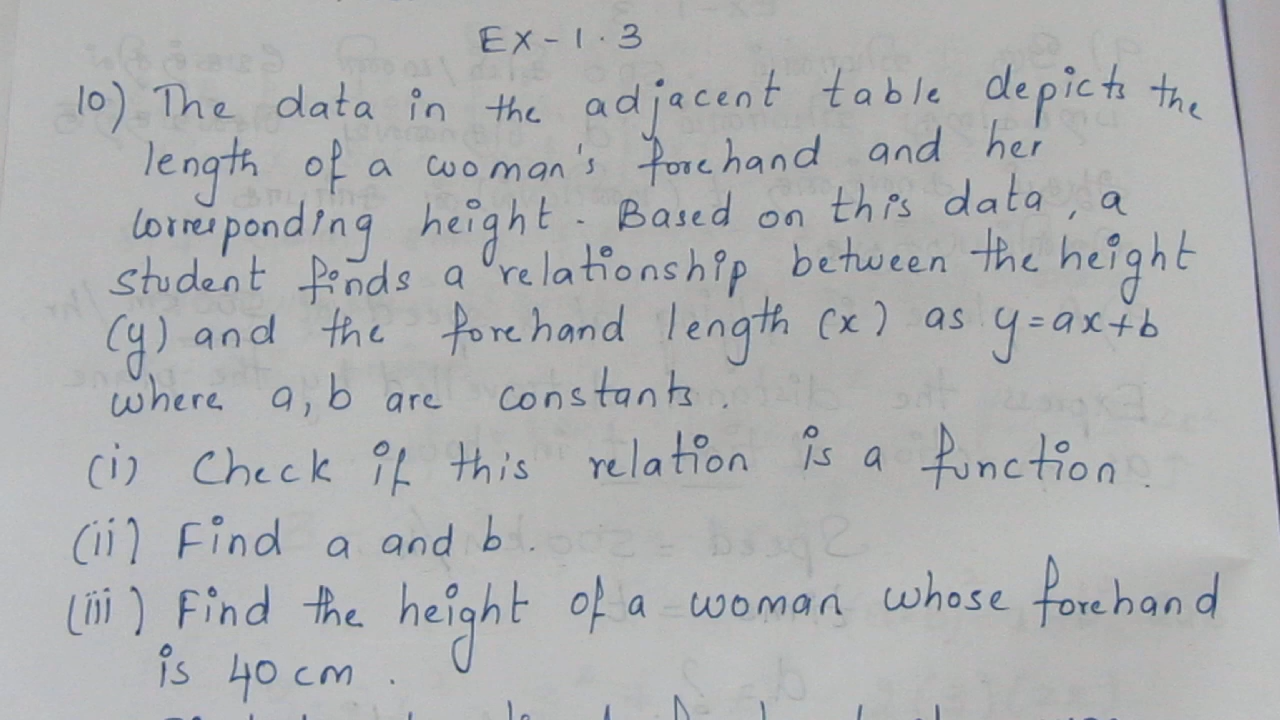 Ex-1.3
10) The data in the adjacent table depicts the
length of a woman's forehand and her
corresponding height. Based on this data, a
student finds a relationship between the height
(y) and the forehand length (x) as y=ax+b
where a, b are constants.
(i) Check if this relation is a function.
(ii) Find a and b.
(iii) Find the height of a woman whose forehand
is 40 cm.